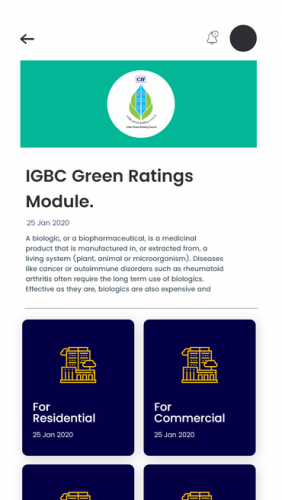 CII
Indian Green Building Council
IGBC Green Ratings
Module.
25 Jan 2020
A biologic, or a biopharmaceutical, is a medicinal
product that is manufactured in, or extracted from, a
living system (plant, animal or microorganism). Diseases
like cancer or autoimmune disorders such as rheumatoid
arthritis often require the long term use of biologics.
Effective as they are, biologics are also expensive and
For
Residential
25 Jan 2020
For
Commercial
25 Jan 2020